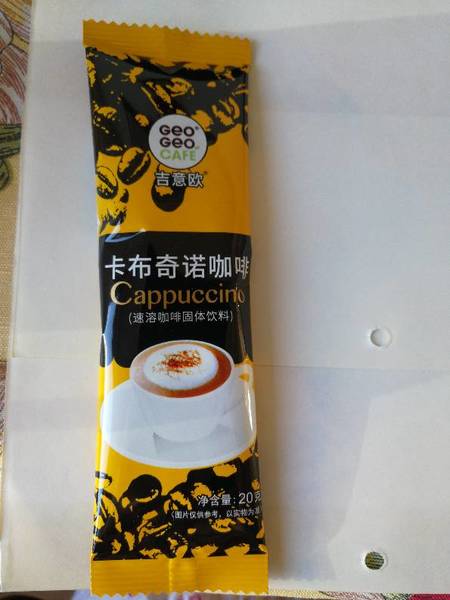 GEO
GEO
CAFE
吉意欧
卡布奇诺咖啡
Cappuccino
(速溶咖啡固体饮料)
净含量:20克
(图片仅供参考，以实物为准